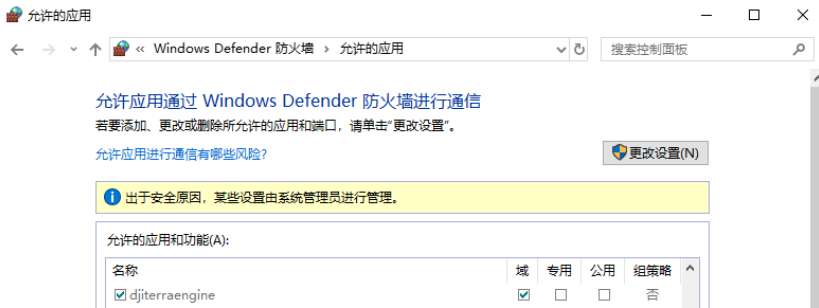 允许的应用
« Windows Defender 防火墙 › 允许的应用
搜索控制面板
允许应用通过 Windows Defender 防火墙进行通信
若要添加、更改或删除所允许的应用和端口，请单击"更改设置"。
允许应用进行通信有哪些风险?
更改设置(N)
出于安全原因，某些设置由系统管理员进行管理。
允许的应用和功能(A):
名称 域 专用 公用 组策略
djiterraengine 否